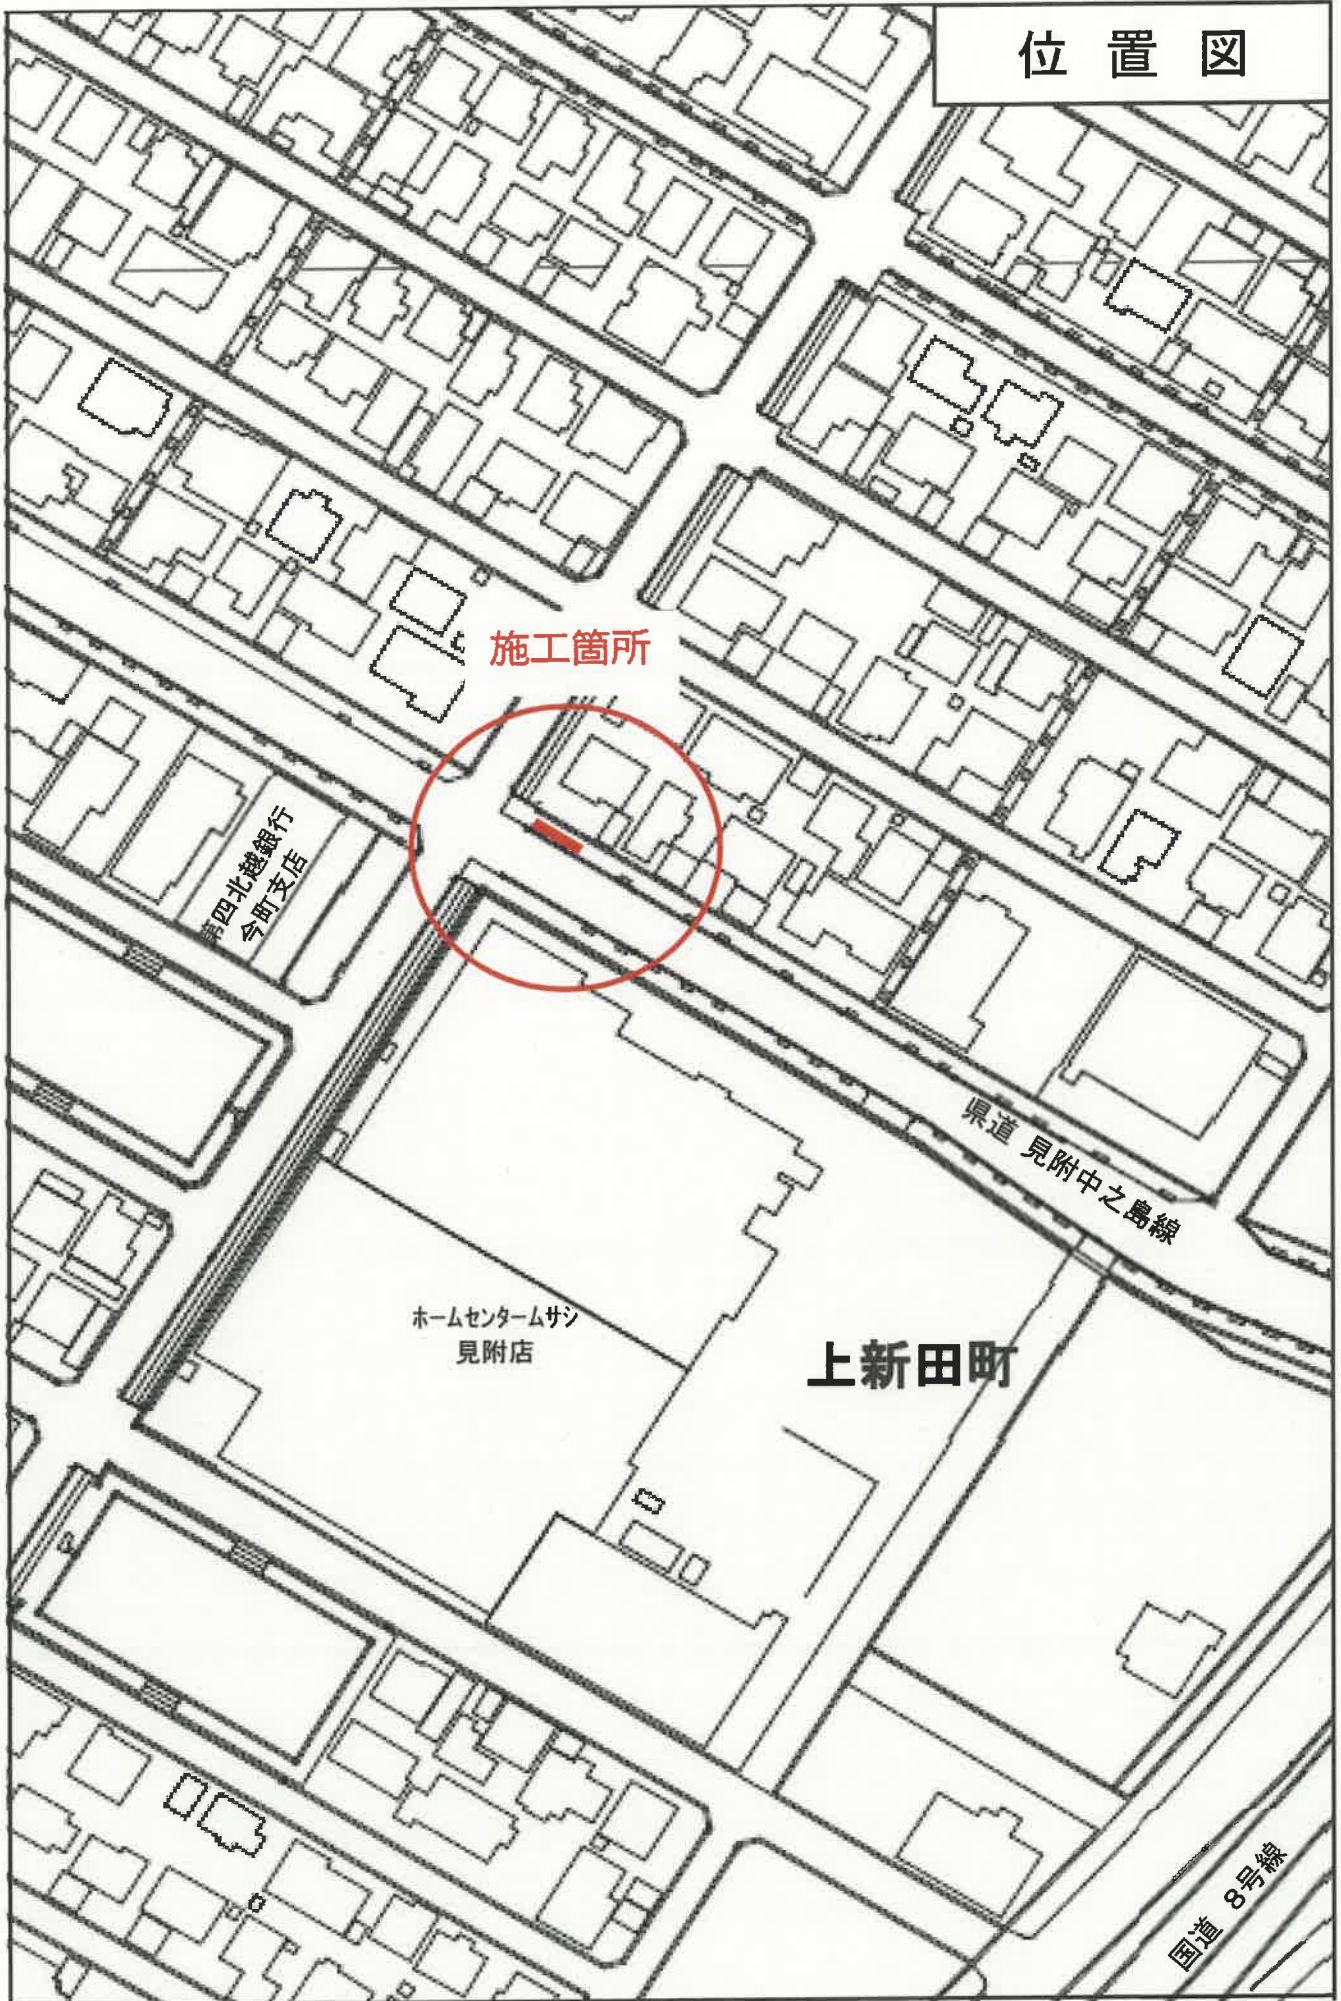 位置図
施工箇所
第四北越銀行
今町支店
県道 見附中之島線
ホームセンタームサシ
見附店
上新田町
国道 8号線